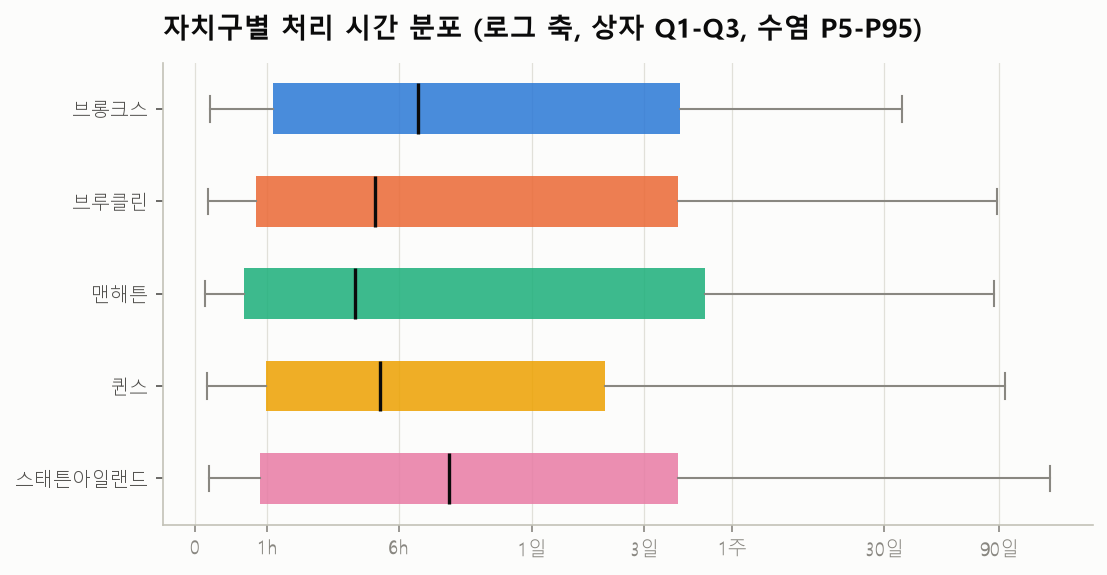 자치구별 처리 시간 분포 (로그 축, 상자 Q1-Q3, 수염 P5-P95)
브롱크스
브루클린
맨해튼
퀸스
스태튼아일랜드
0 1h 6h 1일 3일 1주 30일 90일